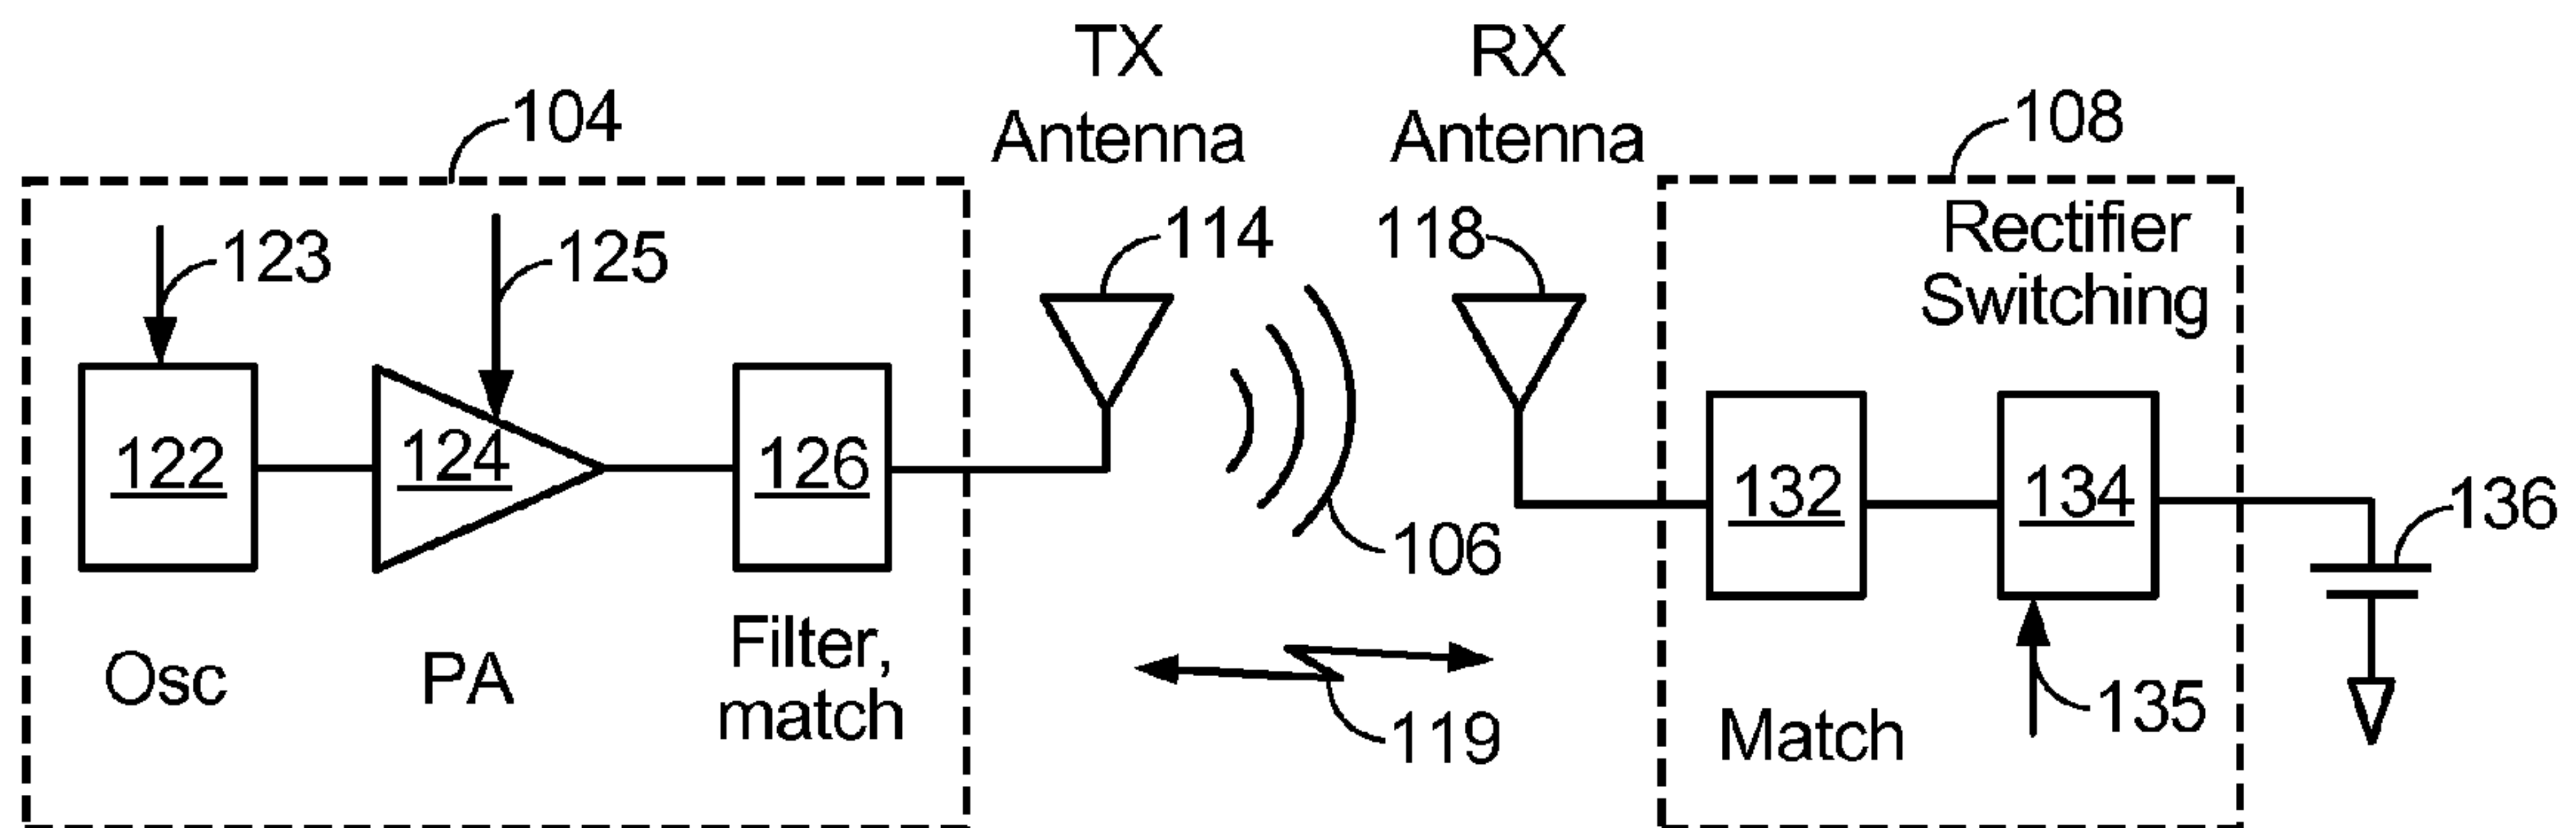 TX
Antenna
RX
Antenna
104
108
123
125
114
118
Rectifier
Switching
122
124
126
106
132
134
136
Osc
PA
Filter,
match
119
Match
135